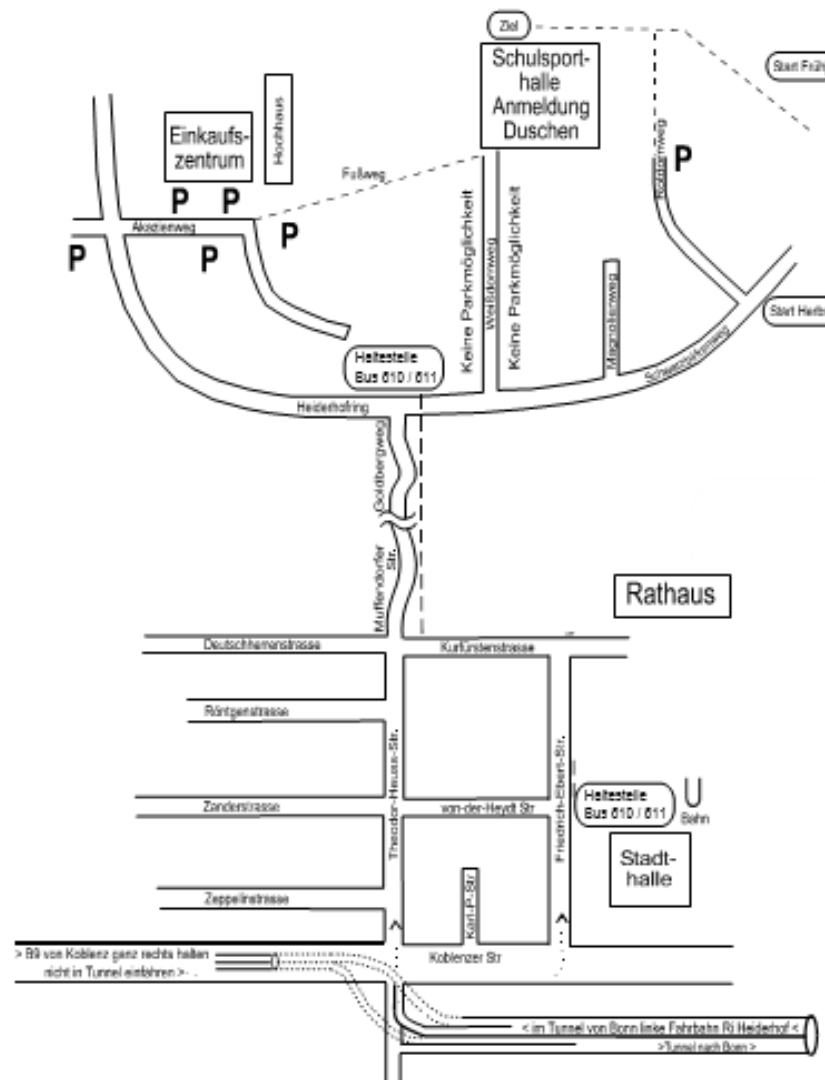 Ziel
Schulsport-
halle
Anmeldung
Duschen
Start Früh
Einkaufs-
zentrum
Hochhaus
P
P
P
P
P
P
Fußweg
Akazienweg
Keine Parkmöglichkeit
Weißdornweg
Keine Parkmöglichkeit
Rotdornweg
Magnolienweg
Start Herbs
Haltestelle
Bus 610 / 611
Heiderhofring
Goldbergweg
Muffendorfer
Str.
Rathaus
Deutschherrenstrasse
Kurfürstenstrasse
Röntgenstrasse
Theodor-Heuss-Str.
Friedrich-Ebert-Str.
Zanderstrasse
von-der-Heydt Str
Haltestelle
Bus 610 / 611
U
Bahn
Stadt-
halle
Zeppelinstrasse
Karl-P-Str
> B9 von Koblenz ganz rechts halten
nicht in Tunnel einfahren >
Koblenzer Str
< im Tunnel von Bonn linke Fahrbahn Ri Heiderhof <
>Tunnel nach Bonn >